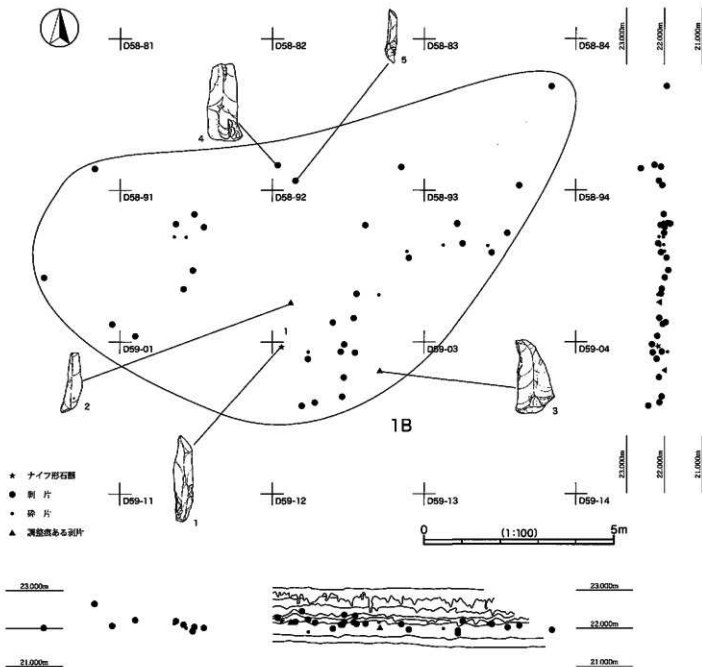 D58-81 D58-82 D58-83 D58-84
23.000m 22.000m 21.000m
5
4
D58-91 D58-92 D58-93 D58-94
1
D59-01 D59-03 D59-04
2
3
1B
1
★ ナイフ形石器
● 剥 片
• 砕 片
▲ 調整痕ある剥片
D59-11 D59-12 D59-13 D59-14
23.000m 22.000m 21.000m
0 (1:100) 5m
23.000m 23.000m
22.000m 22.000m
21.000m 21.000m